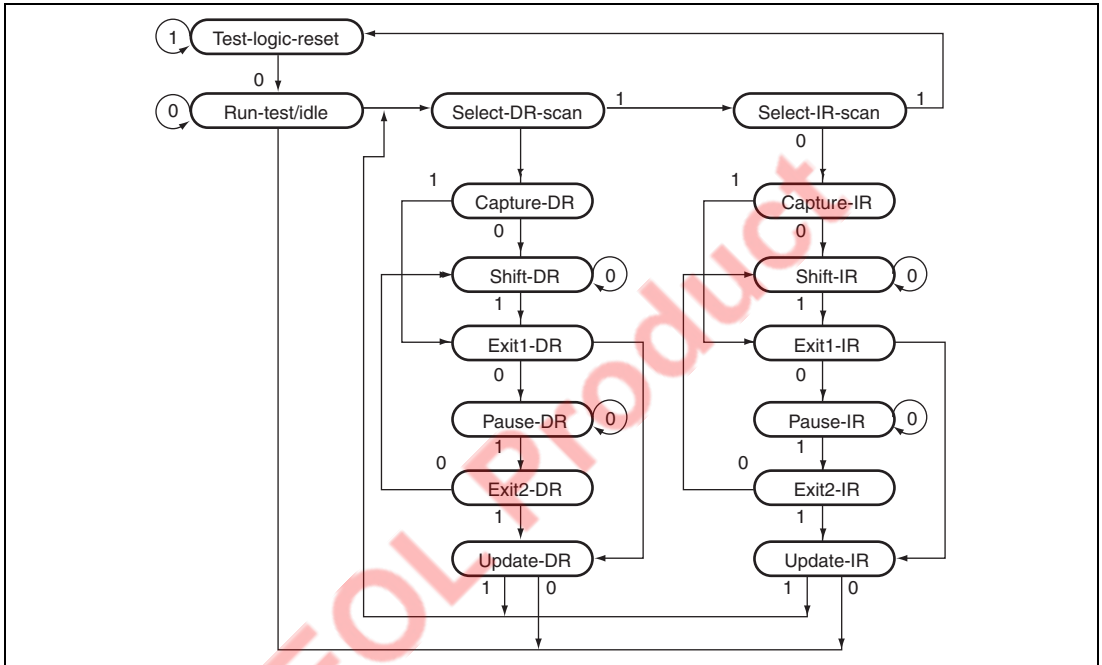 1
Test-logic-reset
0
0
Run-test/idle
Select-DR-scan
1
Select-IR-scan
1
0
1
Capture-DR
0
1
Capture-IR
0
Shift-DR
0
1
Shift-IR
0
1
Exit1-DR
0
Exit1-IR
0
Pause-DR
0
1
Pause-IR
0
1
0
Exit2-DR
1
0
Exit2-IR
1
Update-DR
1
0
Update-IR
1
0
EOL Product